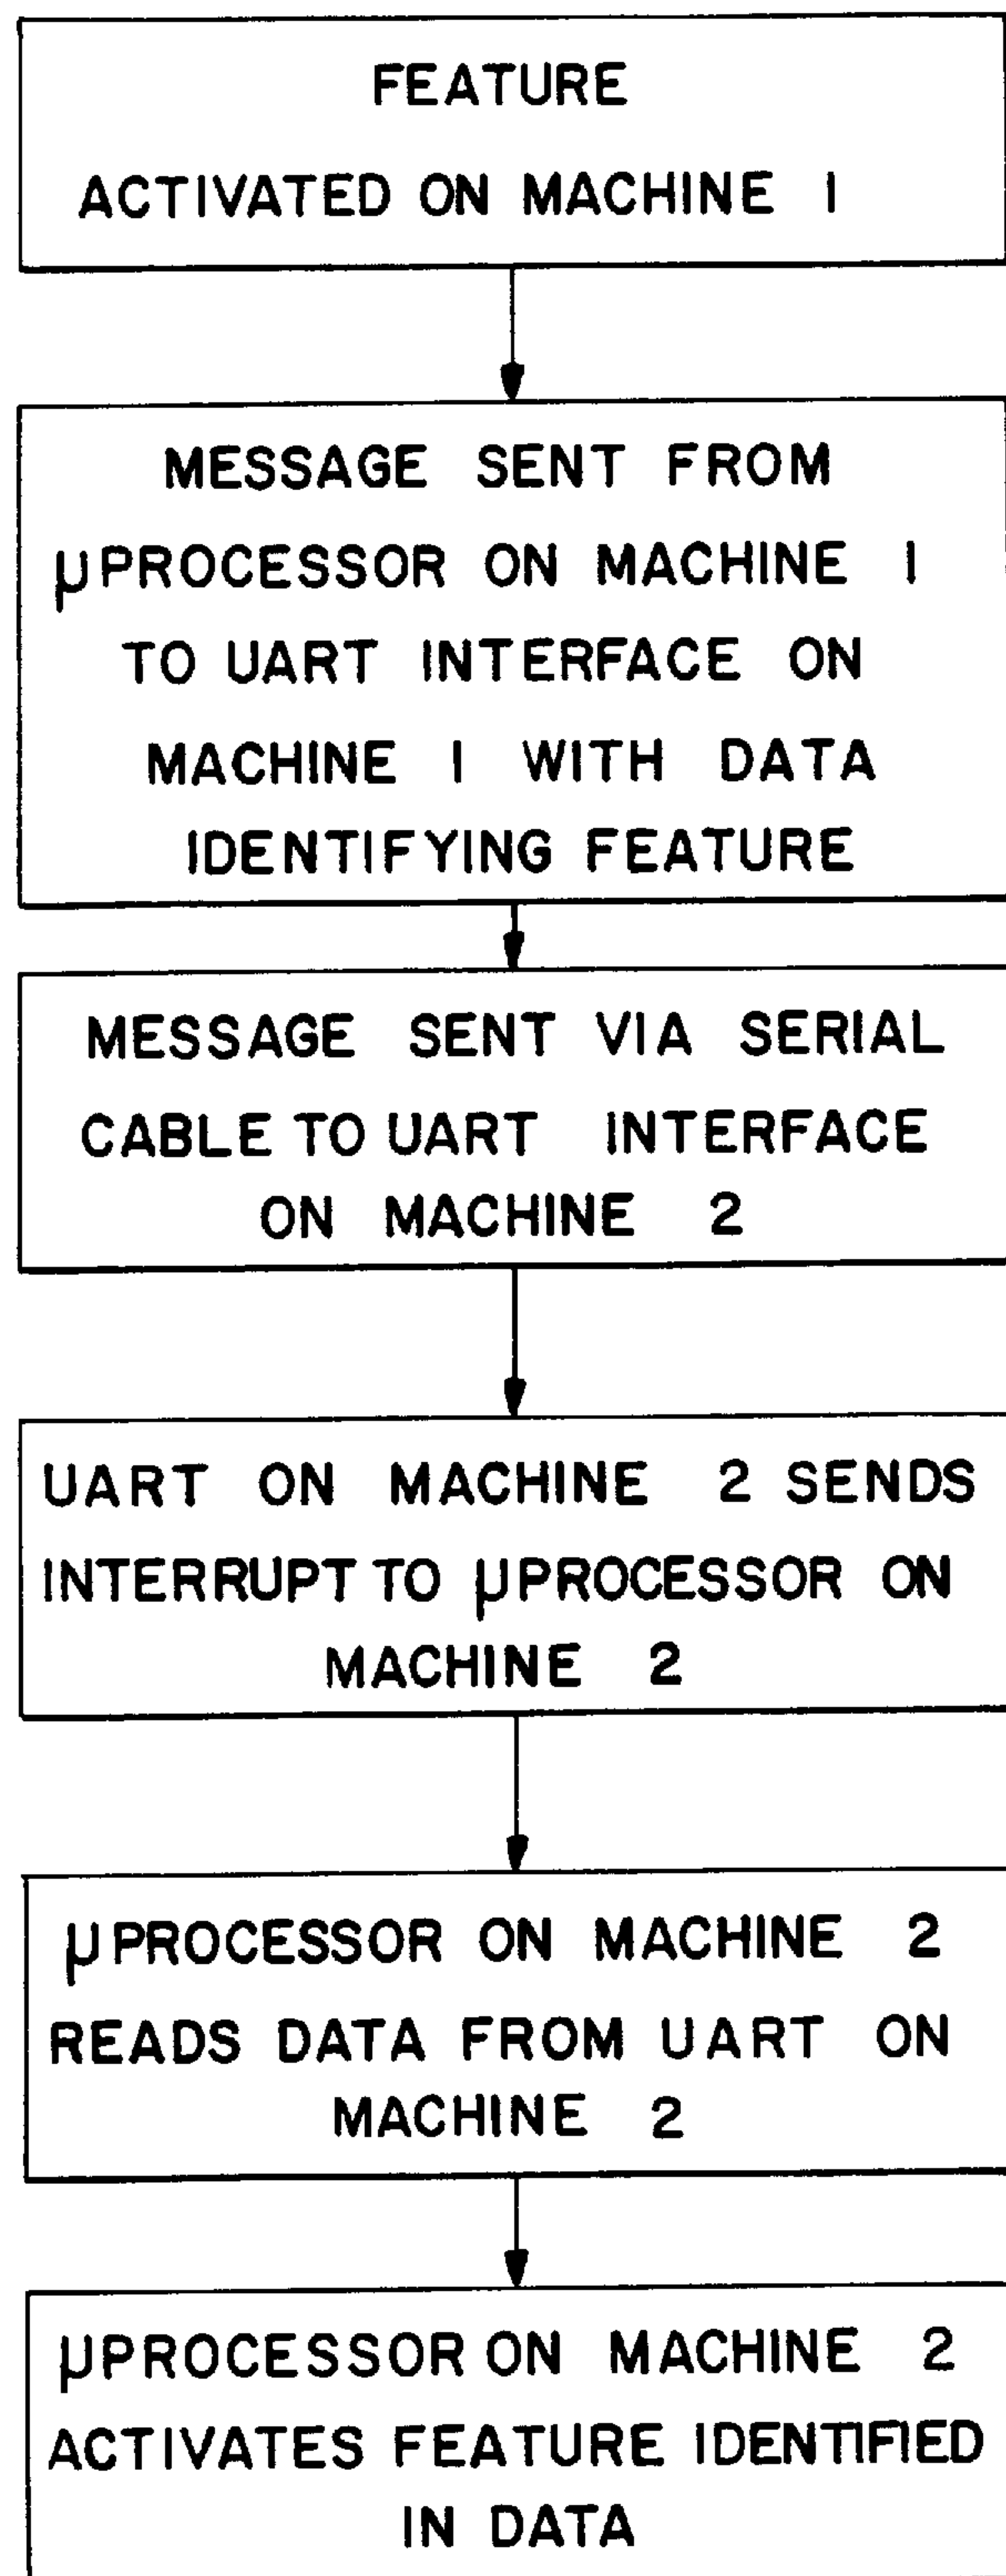 FEATURE
ACTIVATED ON MACHINE 1
MESSAGE SENT FROM
µPROCESSOR ON MACHINE 1
TO UART INTERFACE ON
MACHINE 1 WITH DATA
IDENTIFYING FEATURE
MESSAGE SENT VIA SERIAL
CABLE TO UART INTERFACE
ON MACHINE 2
UART ON MACHINE 2 SENDS
INTERRUPT TO µPROCESSOR ON
MACHINE 2
µPROCESSOR ON MACHINE 2
READS DATA FROM UART ON
MACHINE 2
µPROCESSOR ON MACHINE 2
ACTIVATES FEATURE IDENTIFIED
IN DATA